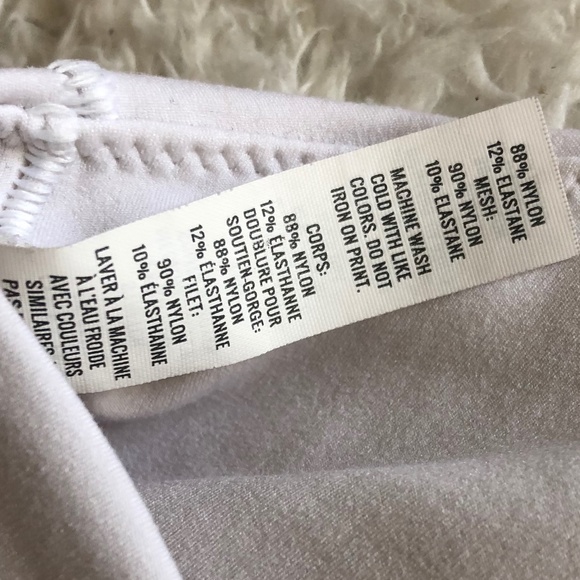 88% NYLON
12% ELASTANE
MESH:
90% NYLON
10% ELASTANE
MACHINE WASH
COLD WITH LIKE
COLORS. DO NOT
IRON ON PRINT.
CORPS:
88% NYLON
12% ÉLASTHANNE
DOUBLURE POUR
SOUTIEN-GORGE:
88% NYLON
12% ÉLASTHANNE
FILET:
90% NYLON
10% ÉLASTHANNE
LAVER À LA MACHINE
À L'EAU FROIDE
AVEC COULEURS
SIMILAIRES
PAS